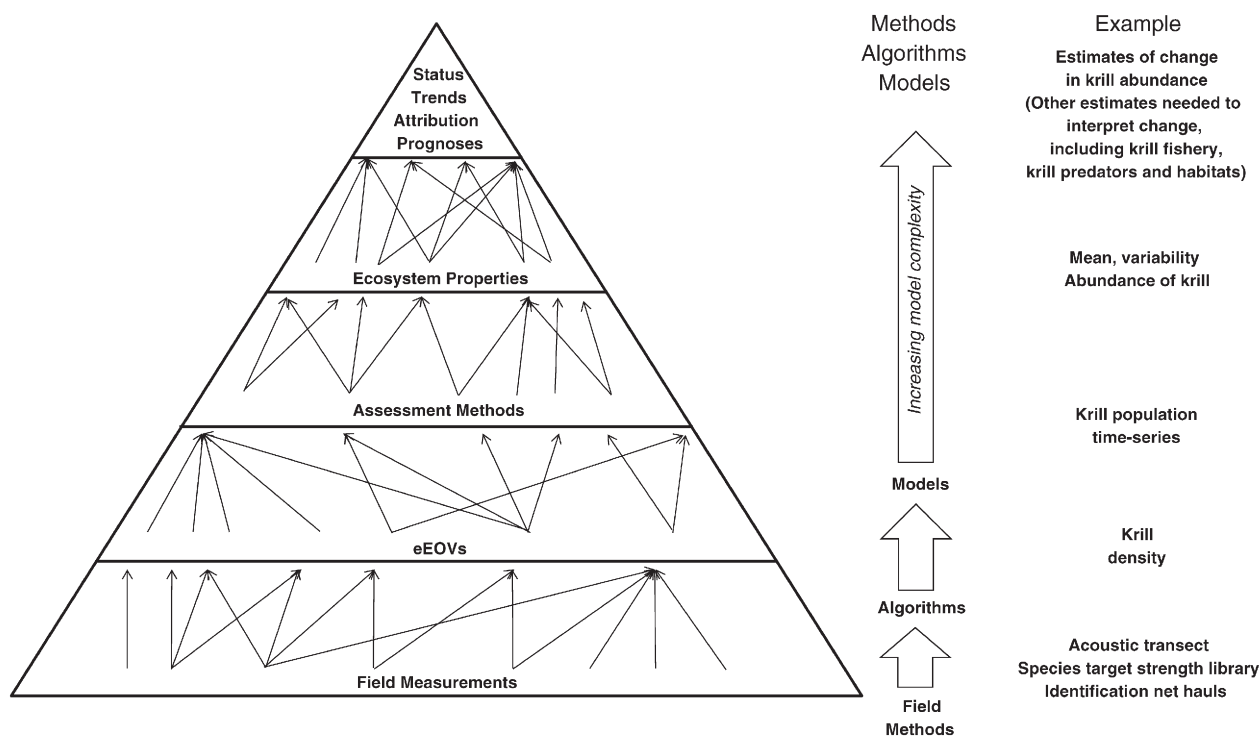 Status
Trends
Attribution
Prognoses
Ecosystem Properties
Assessment Methods
eEOVs
Field Measurements
Methods
Algorithms
Models
Increasing model complexity
Models
Algorithms
Field
Methods
Example
Estimates of change
in krill abundance
(Other estimates needed to
interpret change,
including krill fishery,
krill predators and habitats)
Mean, variability
Abundance of krill
Krill population
time-series
Krill
density
Acoustic transect
Species target strength library
Identification net hauls